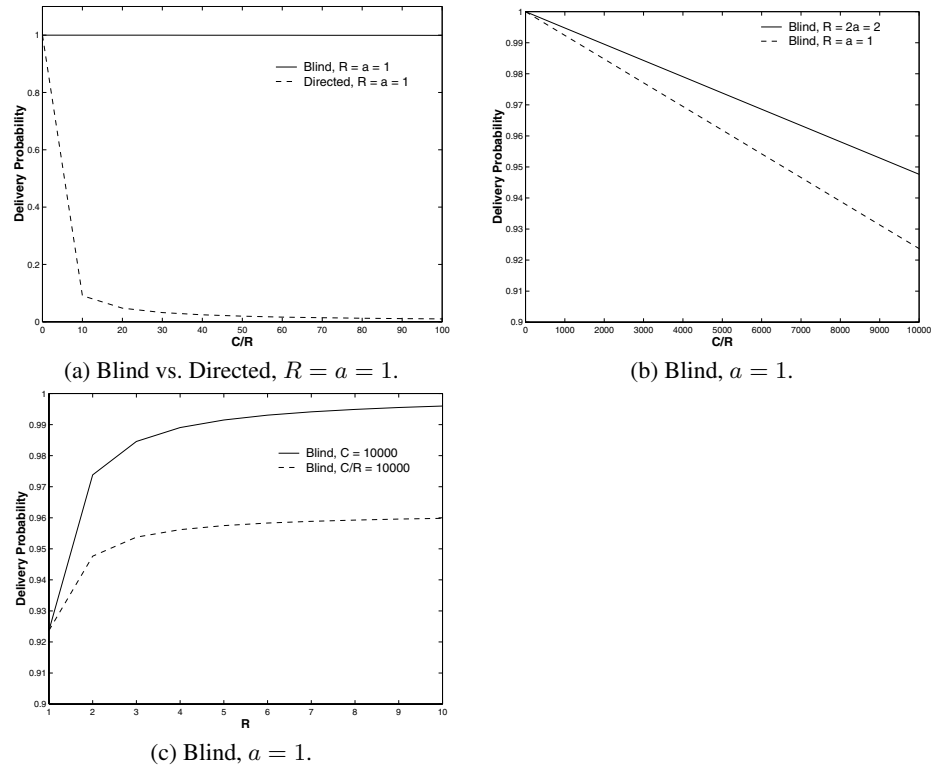 1
0.8
0.6
0.4
0.2
0
Delivery Probability
Blind, R = a = 1
Directed, R = a = 1
0 10 20 30 40 50 60 70 80 90 100
C/R
(a) Blind vs. Directed, R = a = 1.
1
0.99
0.98
0.97
0.96
0.95
0.94
0.93
0.92
0.91
0.9
Delivery Probability
Blind, R = 2a = 2
Blind, R = a = 1
0 1000 2000 3000 4000 5000 6000 7000 8000 9000 10000
C/R
(b) Blind, a = 1.
1
0.99
0.98
0.97
0.96
0.95
0.94
0.93
0.92
0.91
0.9
Delivery Probability
Blind, C = 10000
Blind, C/R = 10000
1 2 3 4 5 6 7 8 9 10
R
(c) Blind, a = 1.